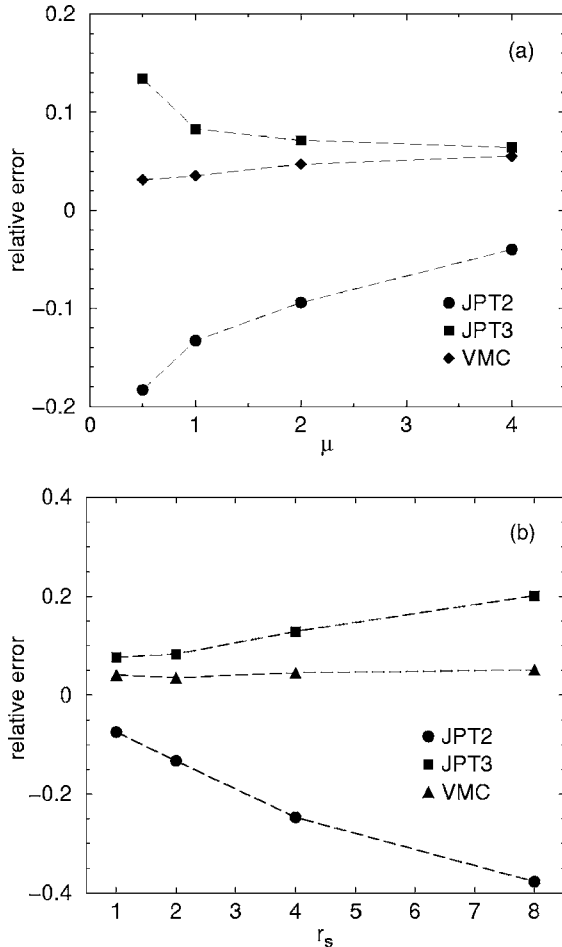 0.2
(a)
0.1
relative error
0
−0.1
JPT2
JPT3
VMC
−0.2
0 1 2 3 4
μ
0.4
(b)
0.2
relative error
0
JPT2
−0.2
JPT3
VMC
−0.4
1 2 3 4 5 6 7 8
r_s